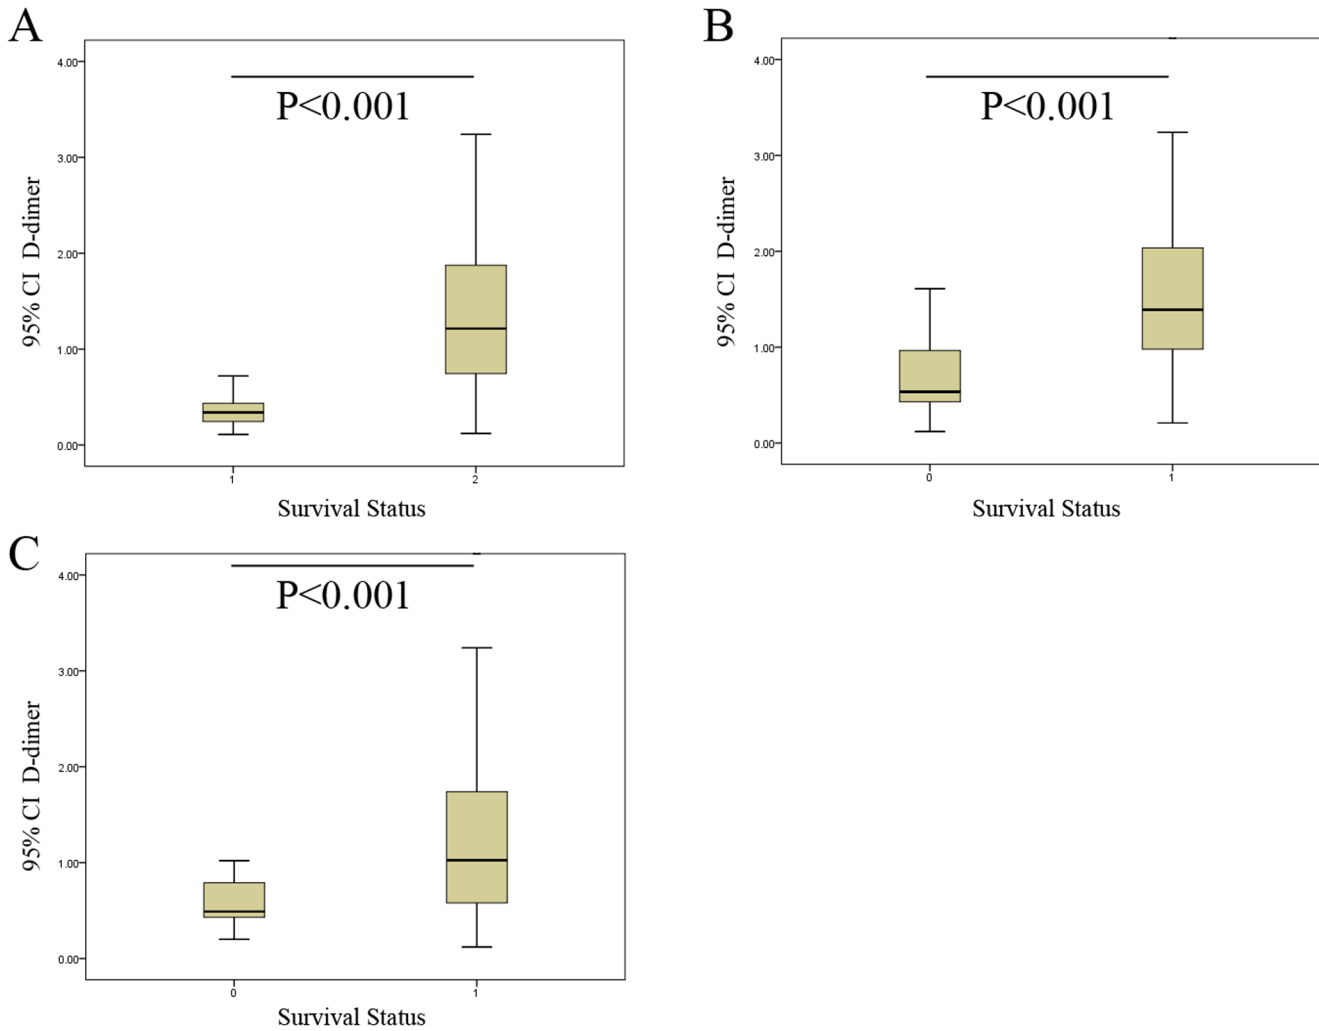 A
P<0.001
95% CI D-dimer
4.00
3.00
2.00
1.00
0.00
1 2
Survival Status
B
P<0.001
95% CI D-dimer
4.00
3.00
2.00
1.00
0.00
0 1
Survival Status
C
P<0.001
95% CI D-dimer
4.00
3.00
2.00
1.00
0.00
0 1
Survival Status